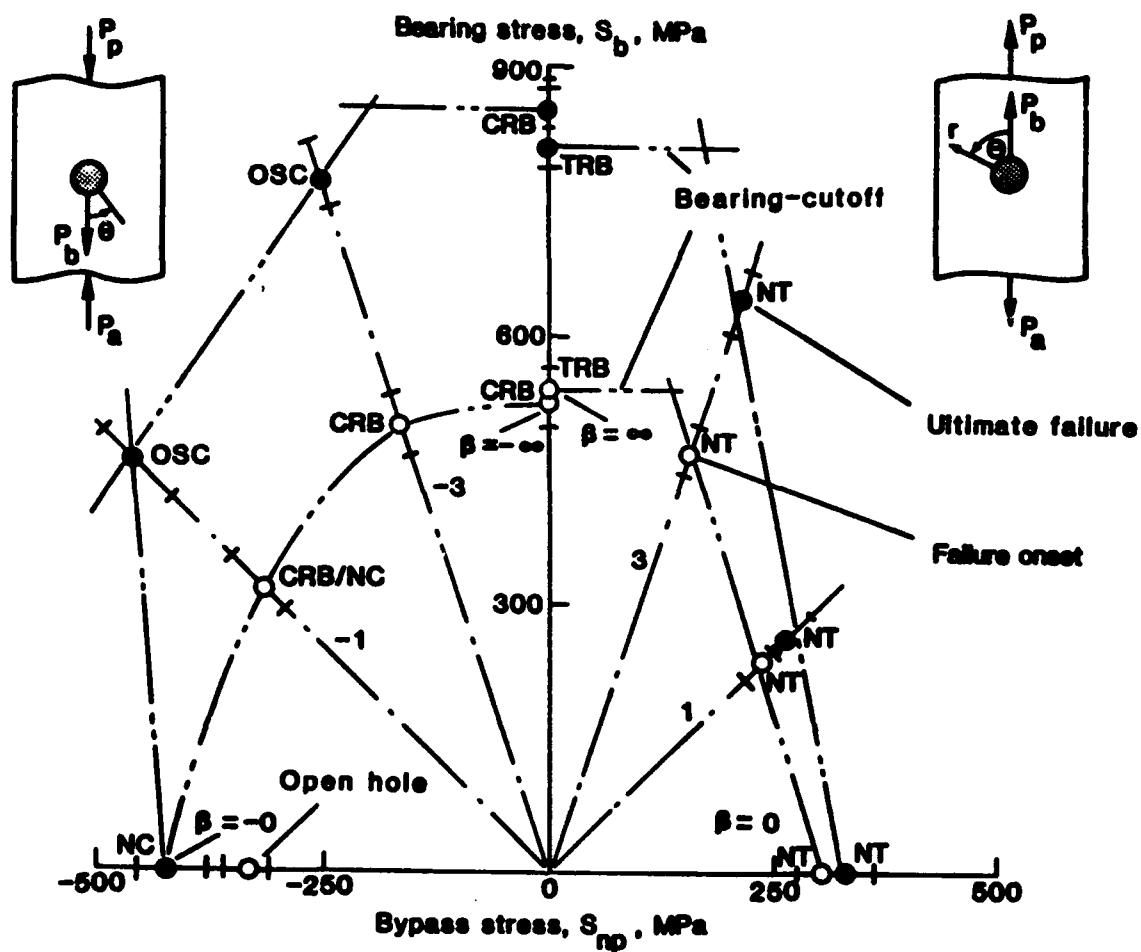 Bearing stress, S_b, MPa
P_p
P_b
θ
P_a
P_p
P_b
r
θ
P_a
900
CRB
TRB
OSC
Bearing-cutoff
NT
600
TRB
CRB
CRB
β = -∞
β = ∞
NT
Ultimate failure
OSC
-3
3
Failure onset
CRB/NC
300
-1
NT
NT
1
Open hole
β = -0
β = 0
NC
NT
NT
-500
-250
0
250
500
Bypass stress, S_np, MPa